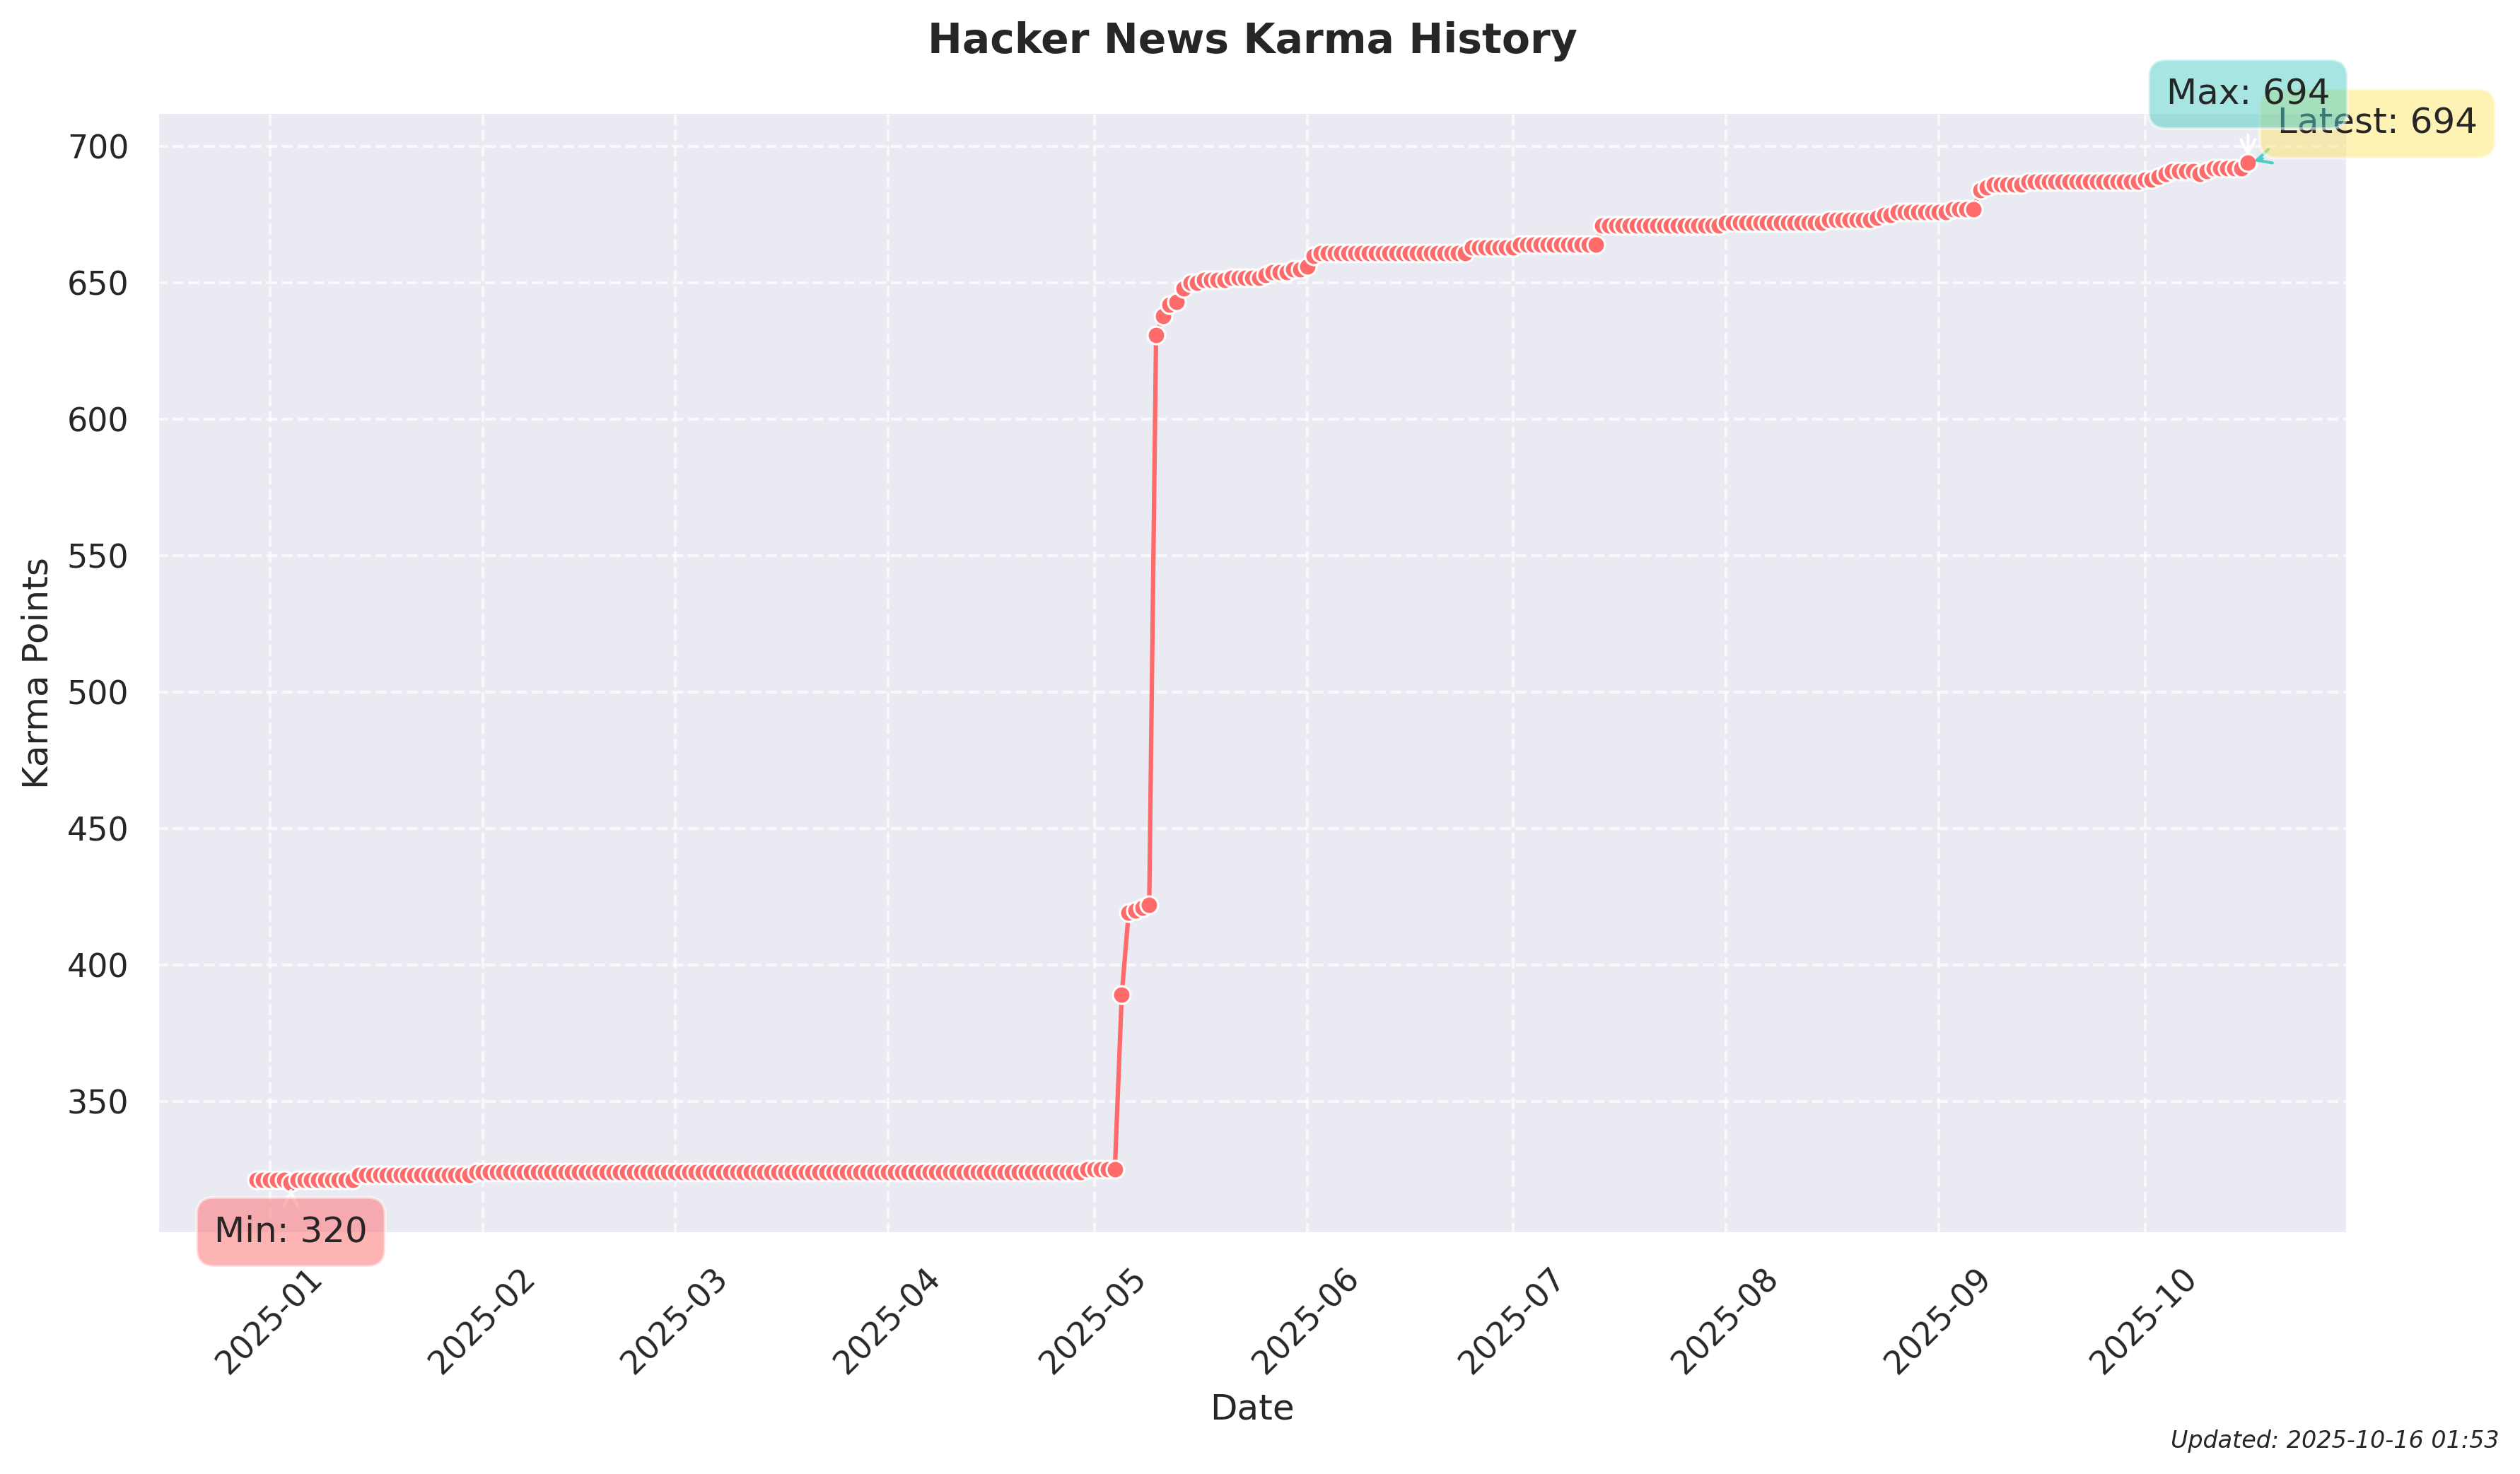 Hacker News Karma History
Max: 694
Latest: 694
700
650
600
550
500
450
400
350
Karma Points
Min: 320
2025-01
2025-02
2025-03
2025-04
2025-05
2025-06
2025-07
2025-08
2025-09
2025-10
Date
Updated: 2025-10-16 01:53